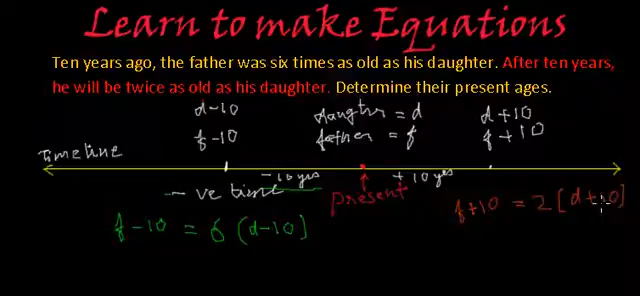 Learn to make Equations
Ten years ago, the father was six times as old as his daughter. After ten years,
he will be twice as old as his daughter. Determine their present ages.
d-10 daughter = d d+10
f-10 father = f f+10
timeline
-10 yrs +10 yrs
-ve time present
f-10 = 6 (d-10) f+10 = 2 [d+10]